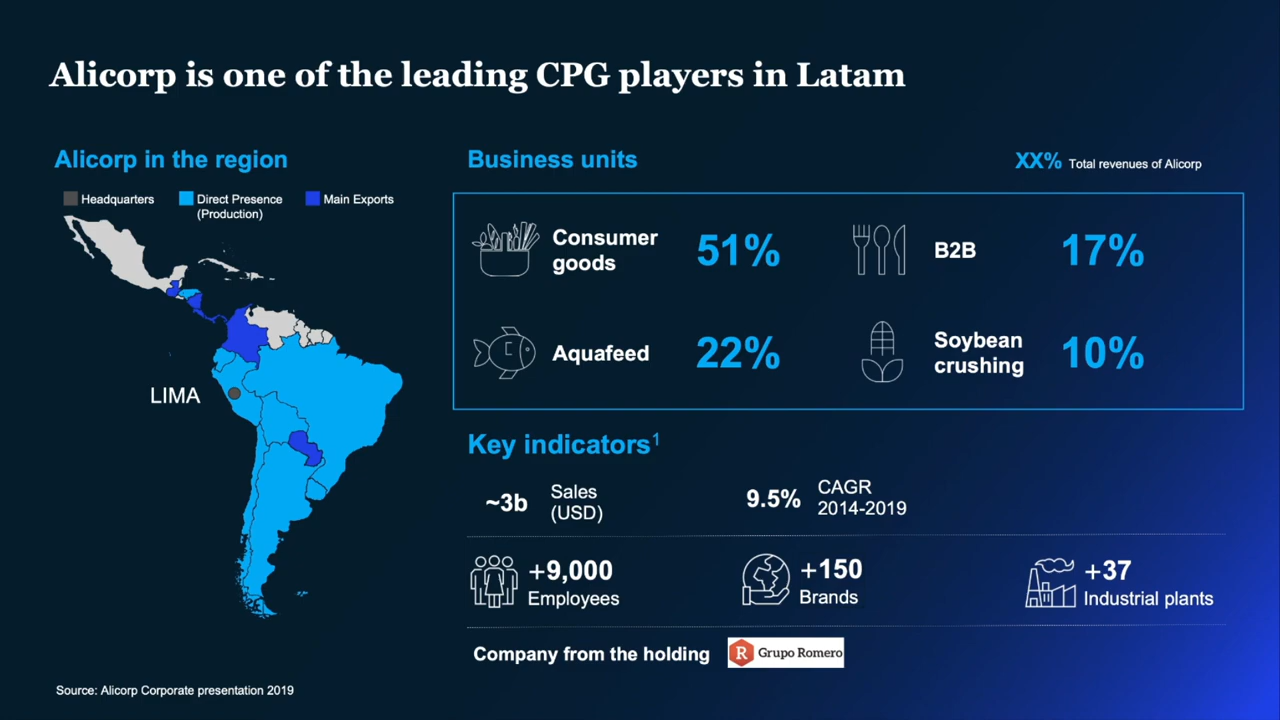 Alicorp is one of the leading CPG players in Latam
Alicorp in the region
Headquarters
Direct Presence
(Production)
Main Exports
LIMA
Business units
XX% Total revenues of Alicorp
Consumer
goods
51%
B2B
17%
Aquafeed
22%
Soybean
crushing
10%
Key indicators¹
~3b
Sales
(USD)
9.5%
CAGR
2014-2019
+9,000
Employees
+150
Brands
+37
Industrial plants
Company from the holding
R Grupo Romero
Source: Alicorp Corporate presentation 2019